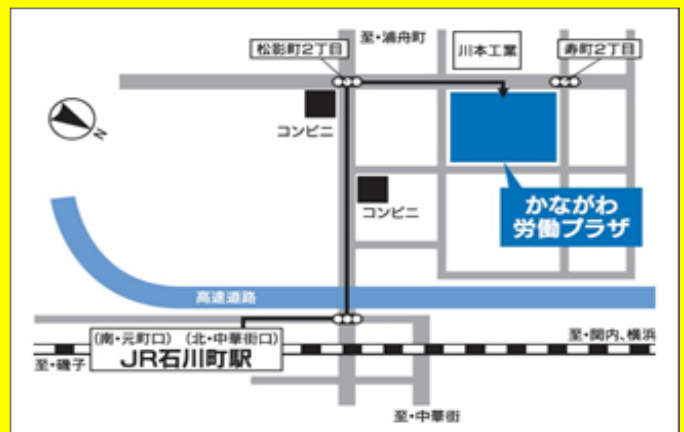 至・浦舟町
松影町2丁目
川本工業
寿町2丁目
コンビニ
N
コンビニ
かながわ
労働プラザ
高速道路
(南・元町口) (北・中華街口)
JR石川町駅
至・関内、横浜
至・磯子
至・中華街